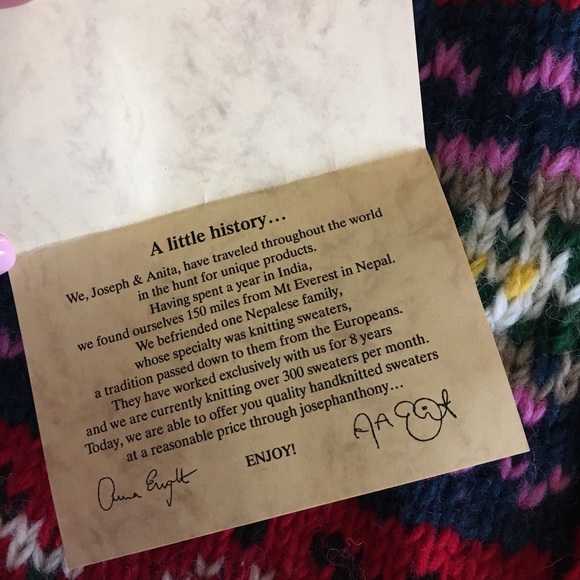 A little history...
We, Joseph & Anita, have traveled throughout the world
in the hunt for unique products.
Having spent a year in India,
we found ourselves 150 miles from Mt Everest in Nepal.
We befriended one Nepalese family,
whose specialty was knitting sweaters,
a tradition passed down to them from the Europeans.
They have worked exclusively with us for 8 years
and we are currently knitting over 300 sweaters per month.
Today, we are able to offer you quality handknitted sweaters
at a reasonable price through josephanthony...
ENJOY!